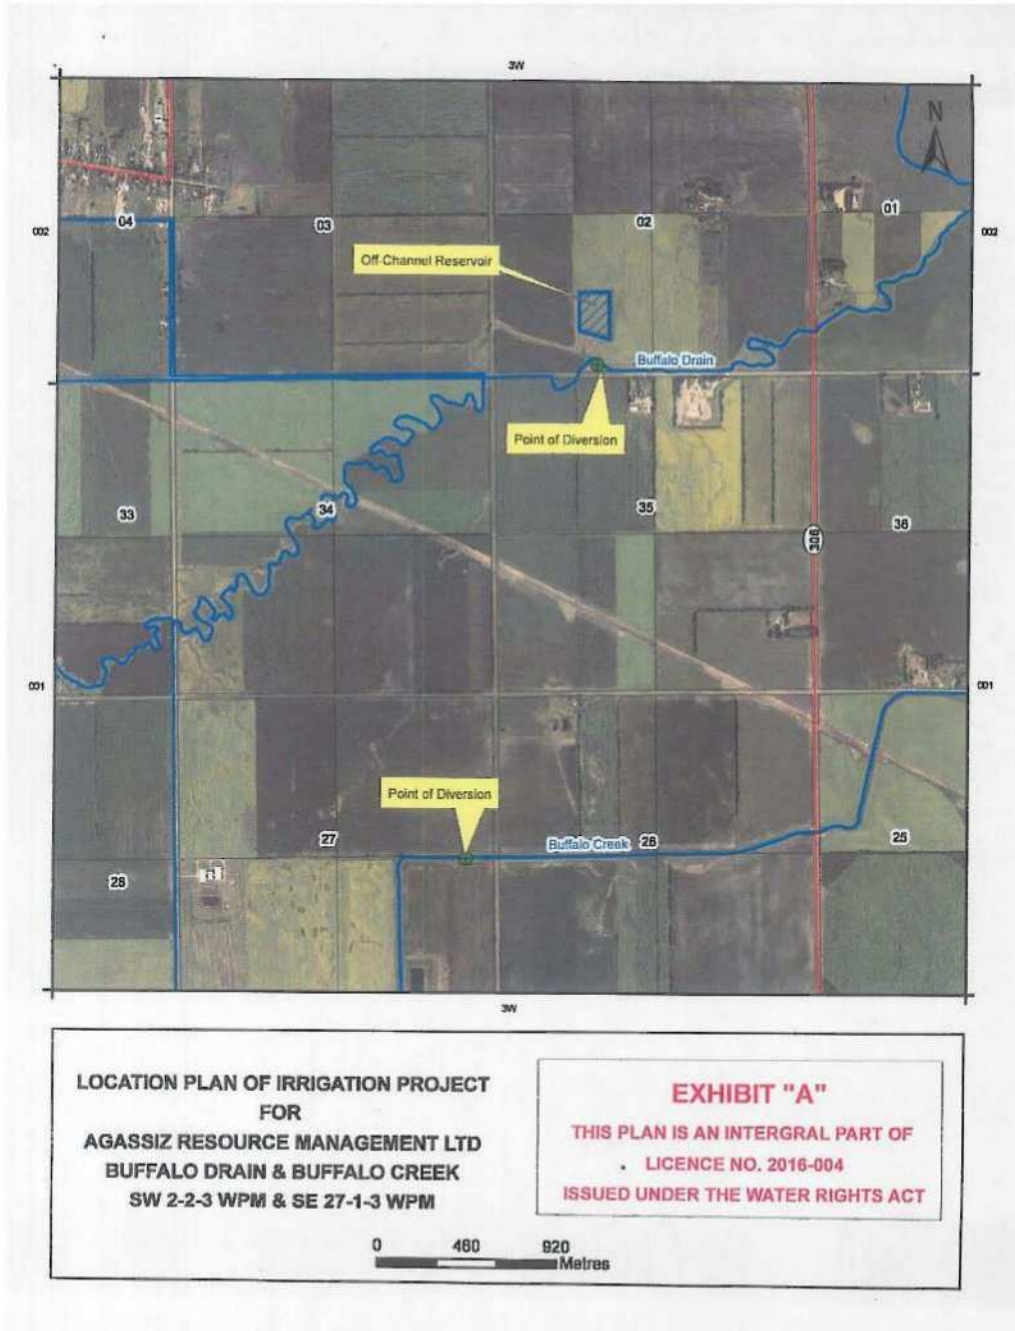 3W
N
04
03
02
01
002
002
Off-Channel Reservoir
Buffalo Drain
Point of Diversion
33
34
35
36
306
001
001
Point of Diversion
27
Buffalo Creek
26
25
28
3W
LOCATION PLAN OF IRRIGATION PROJECT
FOR
AGASSIZ RESOURCE MANAGEMENT LTD
BUFFALO DRAIN & BUFFALO CREEK
SW 2-2-3 WPM & SE 27-1-3 WPM
EXHIBIT "A"
THIS PLAN IS AN INTERGRAL PART OF
LICENCE NO. 2016-004
ISSUED UNDER THE WATER RIGHTS ACT
0 460 920
Metres